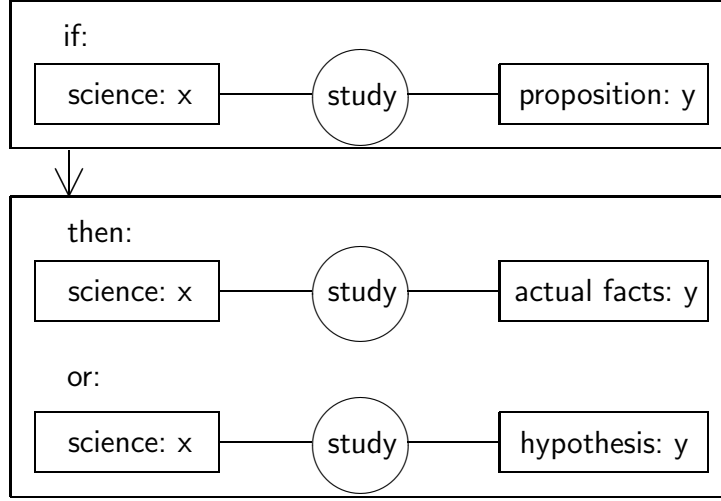 if:
science: x study proposition: y
then:
science: x study actual facts: y
or:
science: x study hypothesis: y